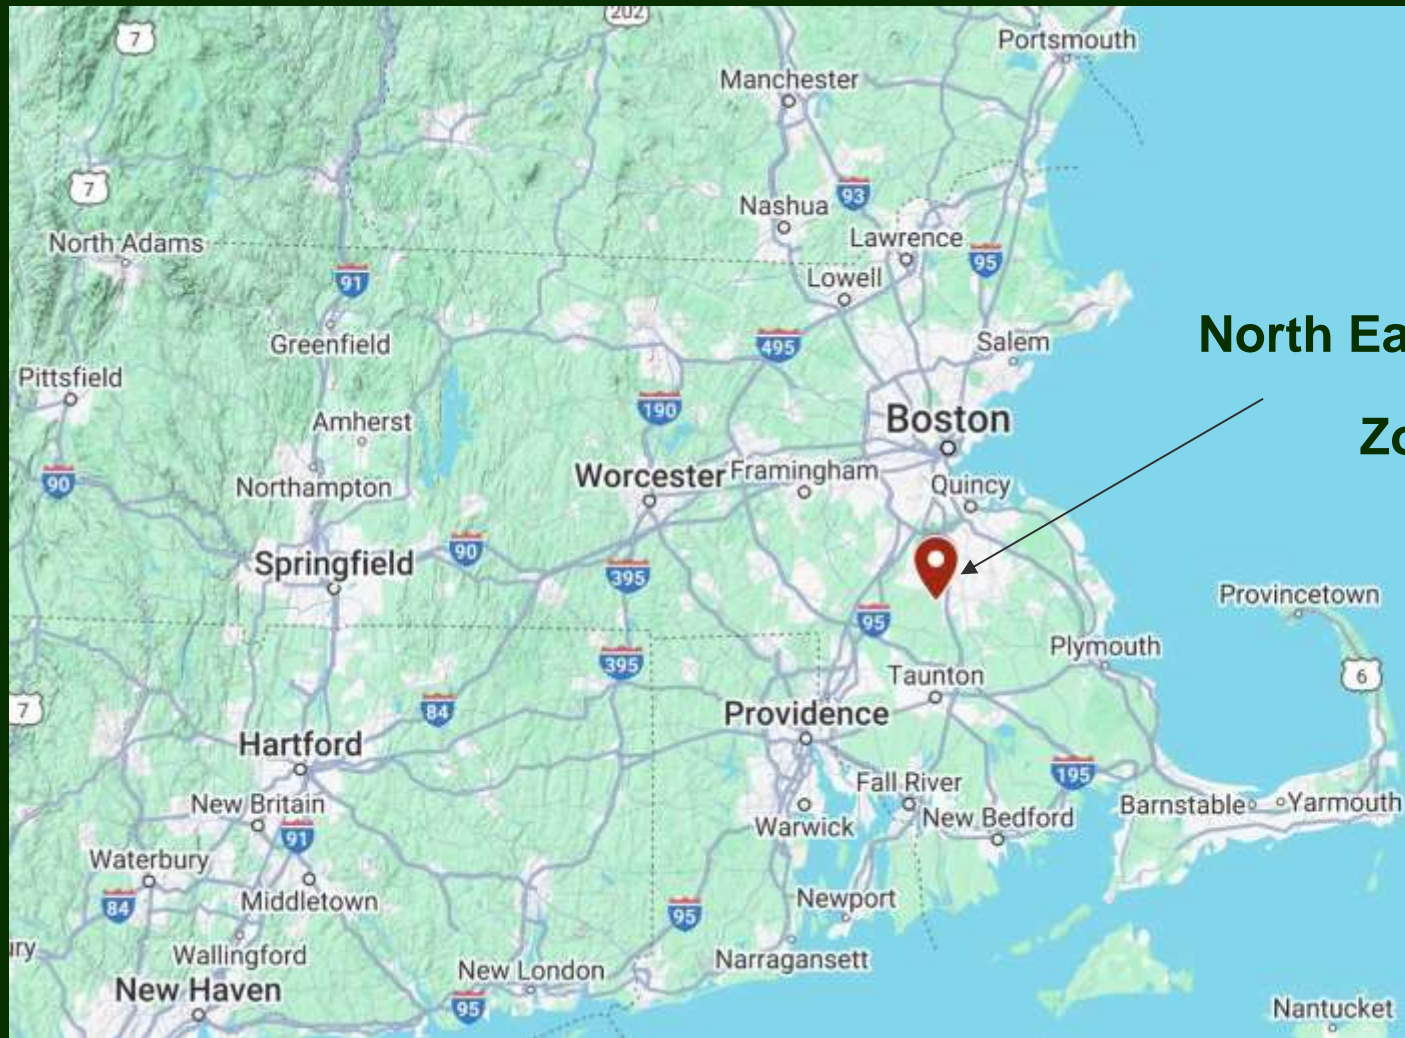 202
7
Portsmouth
Manchester
7
93
Nashua
North Adams
Lawrence
95
91
Lowell
North Ea
Greenfield
495
Salem
Pittsfield
190
Amherst
Boston
Zo
90
Worcester
Framingham
Northampton
Quincy
90
Springfield
395
Provincetown
95
Plymouth
395
Taunton
6
7
84
Providence
Hartford
195
Fall River
New Britain
Barnstable
Yarmouth
New Bedford
Warwick
91
Waterbury
Middletown
Newport
84
95
ury
Wallingford
Narragansett
New London
New Haven
95
Nantucket